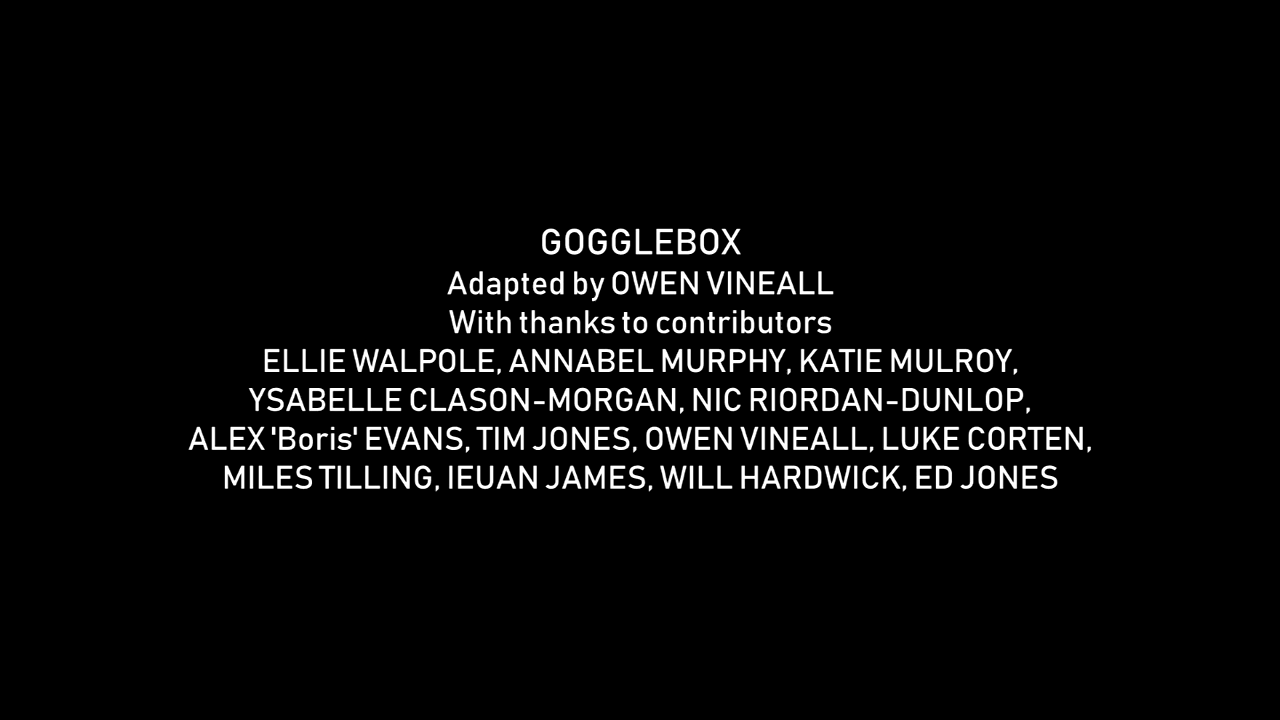 GOGGLEBOX
Adapted by OWEN VINEALL
With thanks to contributors
ELLIE WALPOLE, ANNABEL MURPHY, KATIE MULROY,
YSABELLE CLASON-MORGAN, NIC RIORDAN-DUNLOP,
ALEX 'Boris' EVANS, TIM JONES, OWEN VINEALL, LUKE CORTEN,
MILES TILLING, IEUAN JAMES, WILL HARDWICK, ED JONES